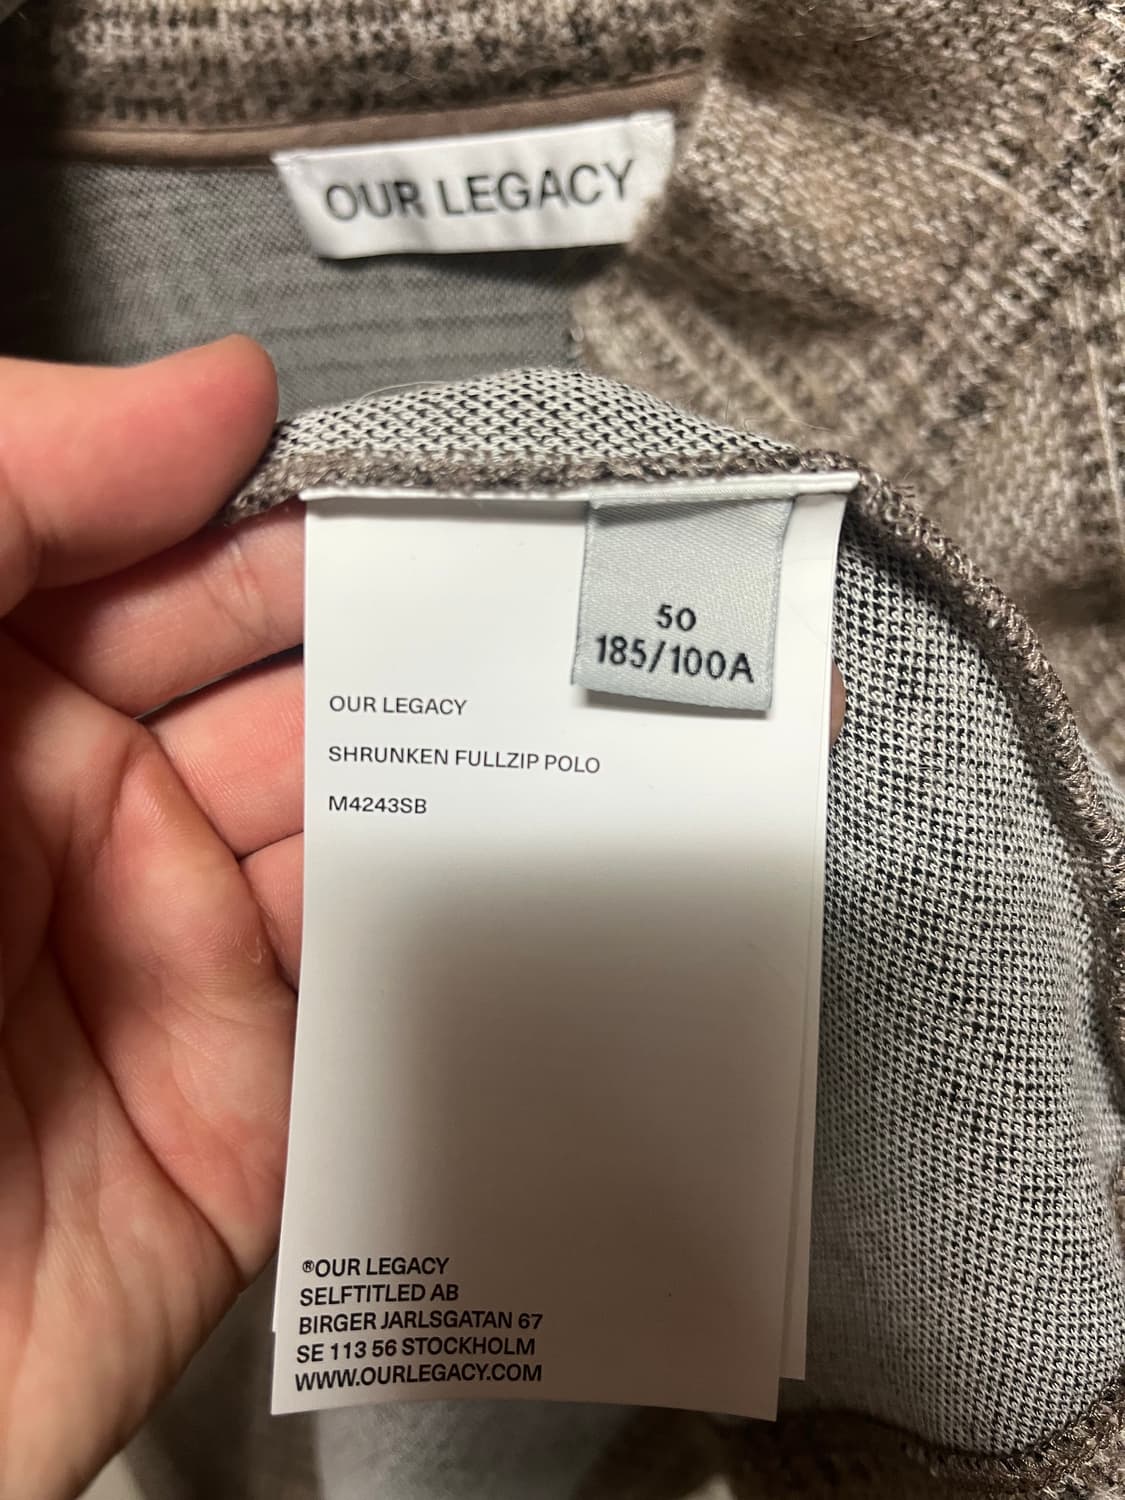 OUR LEGACY
50
185/100A
OUR LEGACY
SHRUNKEN FULLZIP POLO
M4243SB
®OUR LEGACY
SELFTITLED AB
BIRGER JARLSGATAN 67
SE 113 56 STOCKHOLM
WWW.OURLEGACY.COM